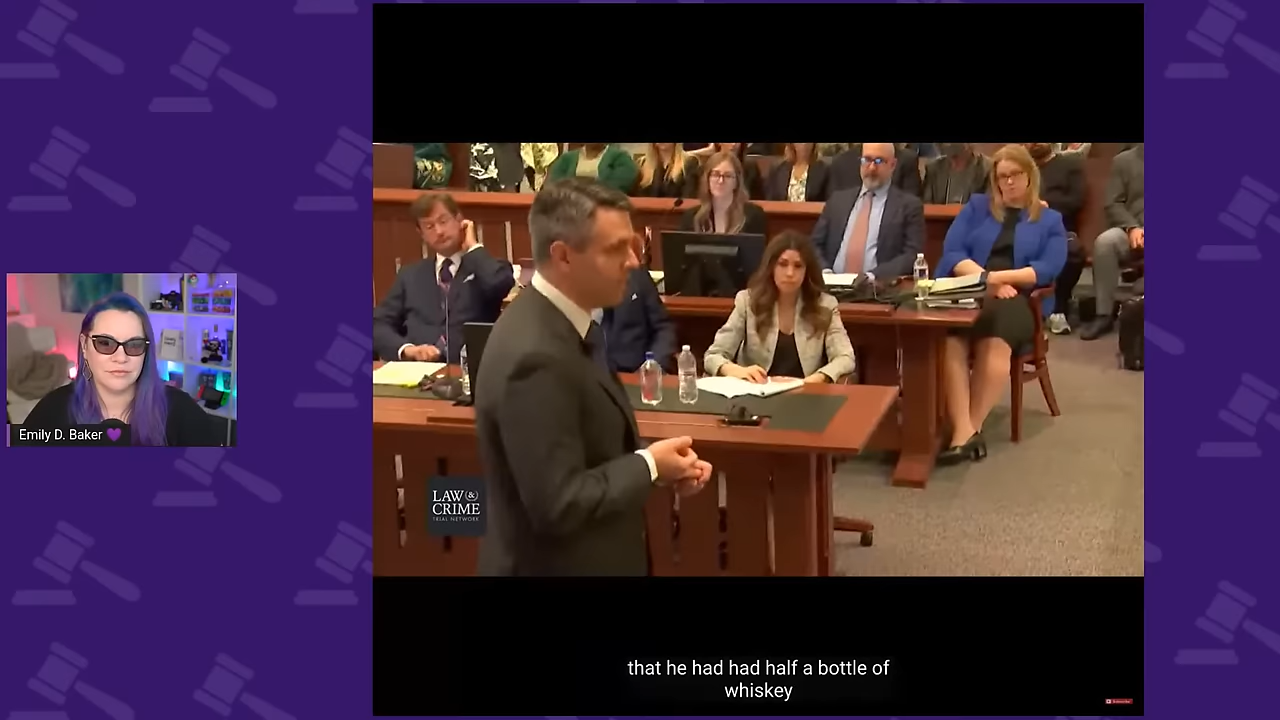 Emily D. Baker 💜
LAW &
CRIME
TRIAL NETWORK
that he had had half a bottle of
whiskey